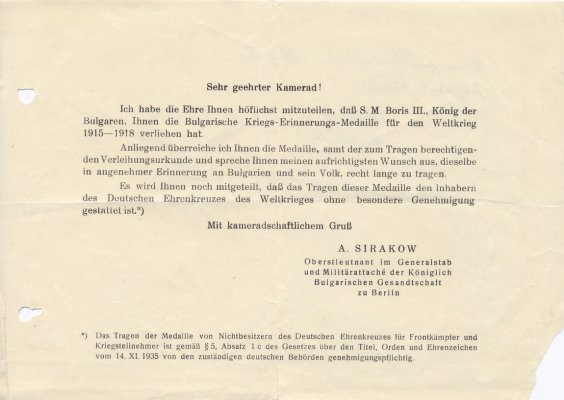 Sehr geehrter Kamerad!
Ich habe die Ehre Ihnen höflichst mitzuteilen, daß S. M Boris III., König der
Bulgaren. Ihnen die Bulgarische Kriegs-Erinnerungs-Medaille für den Weltkrieg
1915—1918 verliehen hat.
Anliegend überreiche ich Ihnen die Medaille, samt der zum Tragen berechtigen-
den Verleihungsurkunde und spreche Ihnen meinen aufrichtigsten Wunsch aus, dieselbe
in angenehmer Erinnerung an Bulgarien und sein Volk, recht lange zu tragen.
Es wird Ihnen noch mitgeteilt, daß das Tragen dieser Medaille den Inhabern
des Deutschen Ehrenkreuzes des Weltkrieges ohne besondere Genehmigung
gestattet ist.*)
Mit kameradschaftlichem Gruß
A. SIRAKOW
Oberstleutnant im Generalstab
und Militärattaché der Königlich
Bulgarischen Gesandtschaft
zu Berlin
*) Das Tragen der Medaille von Nichtbesitzern des Deutschen Ehrenkreuzes für Frontkämpfer und
Kriegsteilnehmer ist gemäß § 5, Absatz 1 c des Gesetzes über den Titel, Orden und Ehrenzeichen
vom 14. XI. 1935 von den zuständigen deutschen Behörden genehmigungspflichtig.